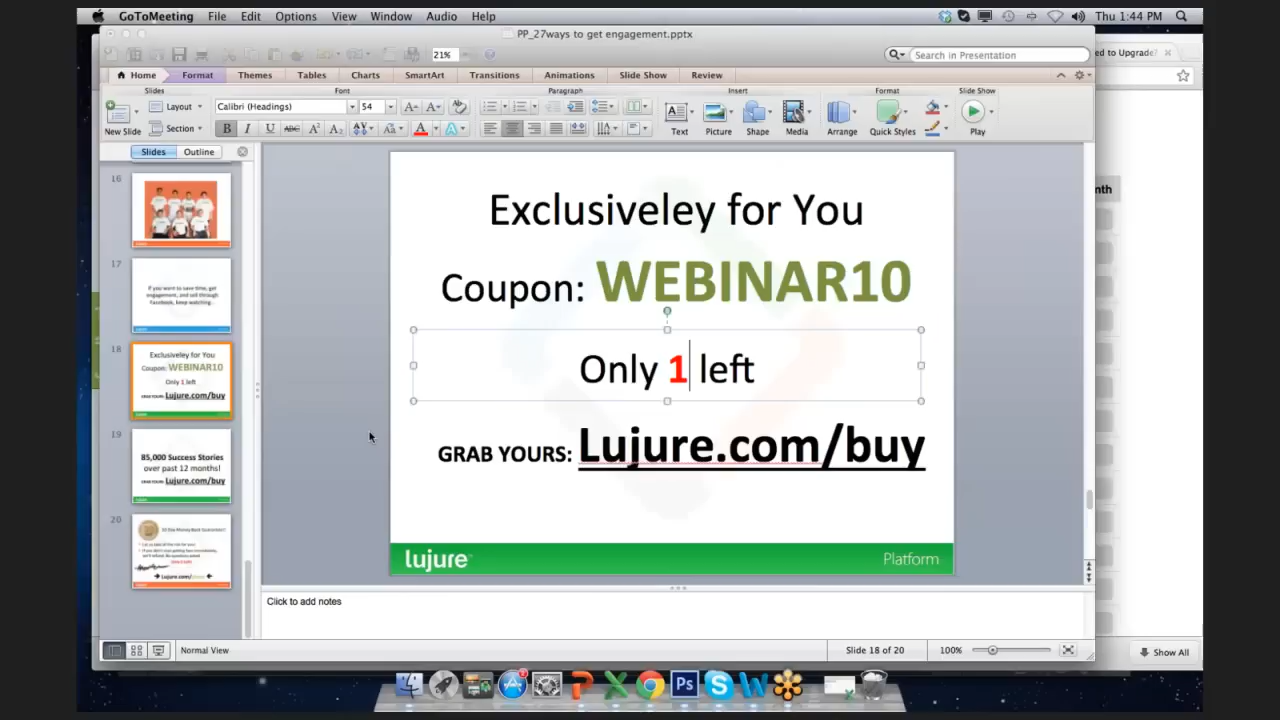 GoToMeeting File Edit Options View Window Audio Help Thu 1:44 PM
PP_27ways to get engagement.pptx
21% Search in Presentation ed to Upgrade?
Home Format Themes Tables Charts SmartArt Transitions Animations Slide Show Review
Slides Font Paragraph Insert Format Slide Show
Layout Calibri (Headings) 54
New Slide Section B I U ABC Text Picture Shape Media Arrange Quick Styles Play
Slides Outline
16
17
If you want to save time, get
engagement, and sell through
Facebook, keep watching...
18
Exclusiveley for You
Coupon: WEBINAR10
Only 1 left
GRAB YOURS: Lujure.com/buy
19
85,000 Success Stories
over past 12 months!
GRAB YOURS: Lujure.com/buy
20
Exclusiveley for You
Coupon: WEBINAR10
Only 1 left
GRAB YOURS: Lujure.com/buy
lujure Platform
nth
Click to add notes
Normal View Slide 18 of 20 100%
Show All